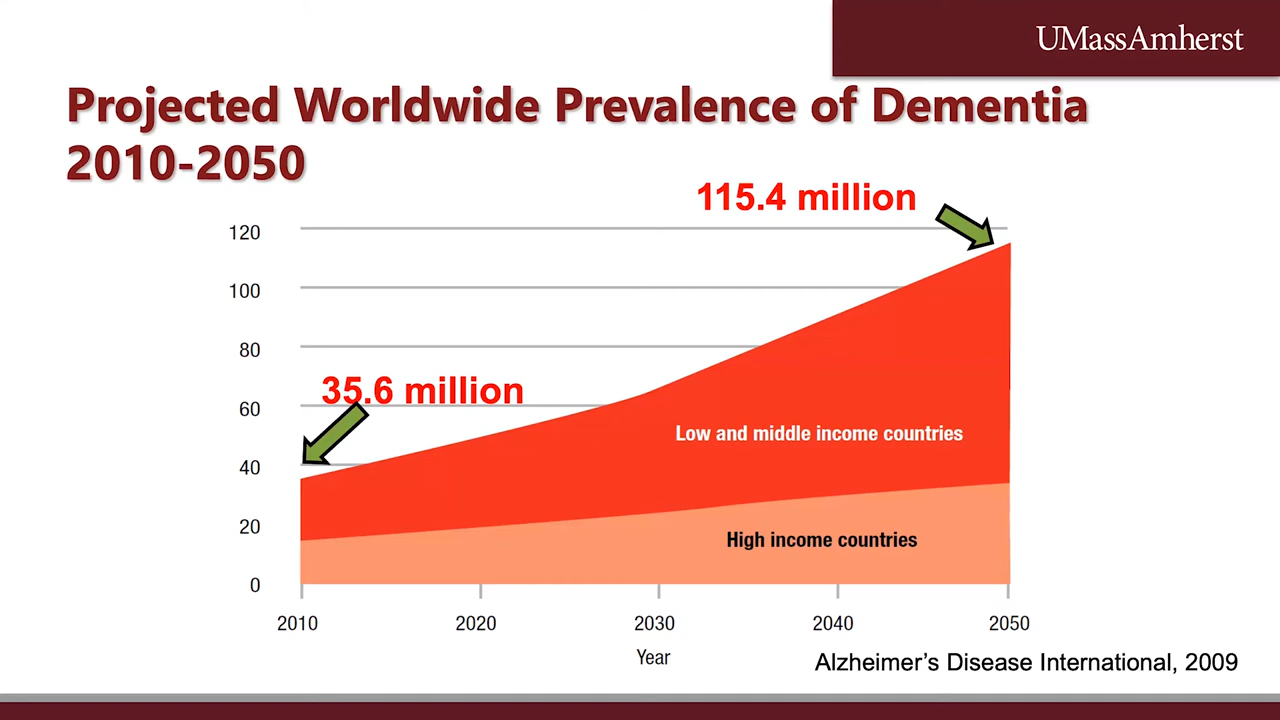 UMassAmherst
Projected Worldwide Prevalence of Dementia
2010-2050
115.4 million
120
100
80
35.6 million
60
Low and middle income countries
40
20
High income countries
0
2010 2020 2030 2040 2050
Year
Alzheimer’s Disease International, 2009